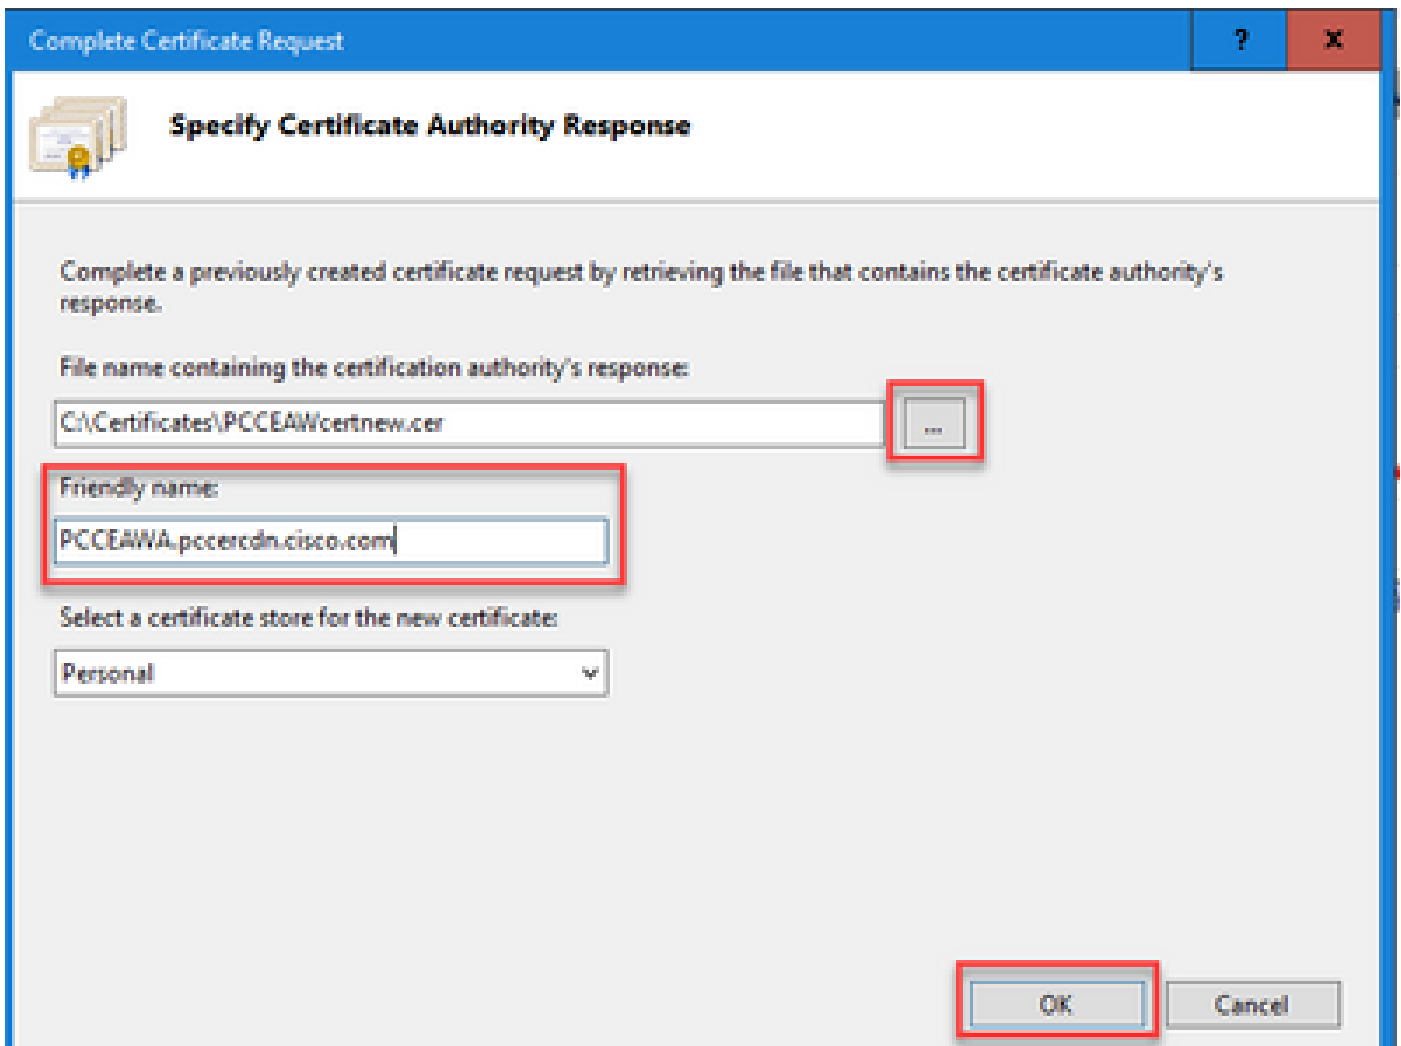 Complete Certificate Request
?
x
Specify Certificate Authority Response
Complete a previously created certificate request by retrieving the file that contains the certificate authority's
response.
File name containing the certification authority's response:
C:\Certificates\PCCEAWcertnew.cer
...
Friendly name:
PCCEAWA.pccercdn.cisco.com
Select a certificate store for the new certificate:
Personal
OK
Cancel